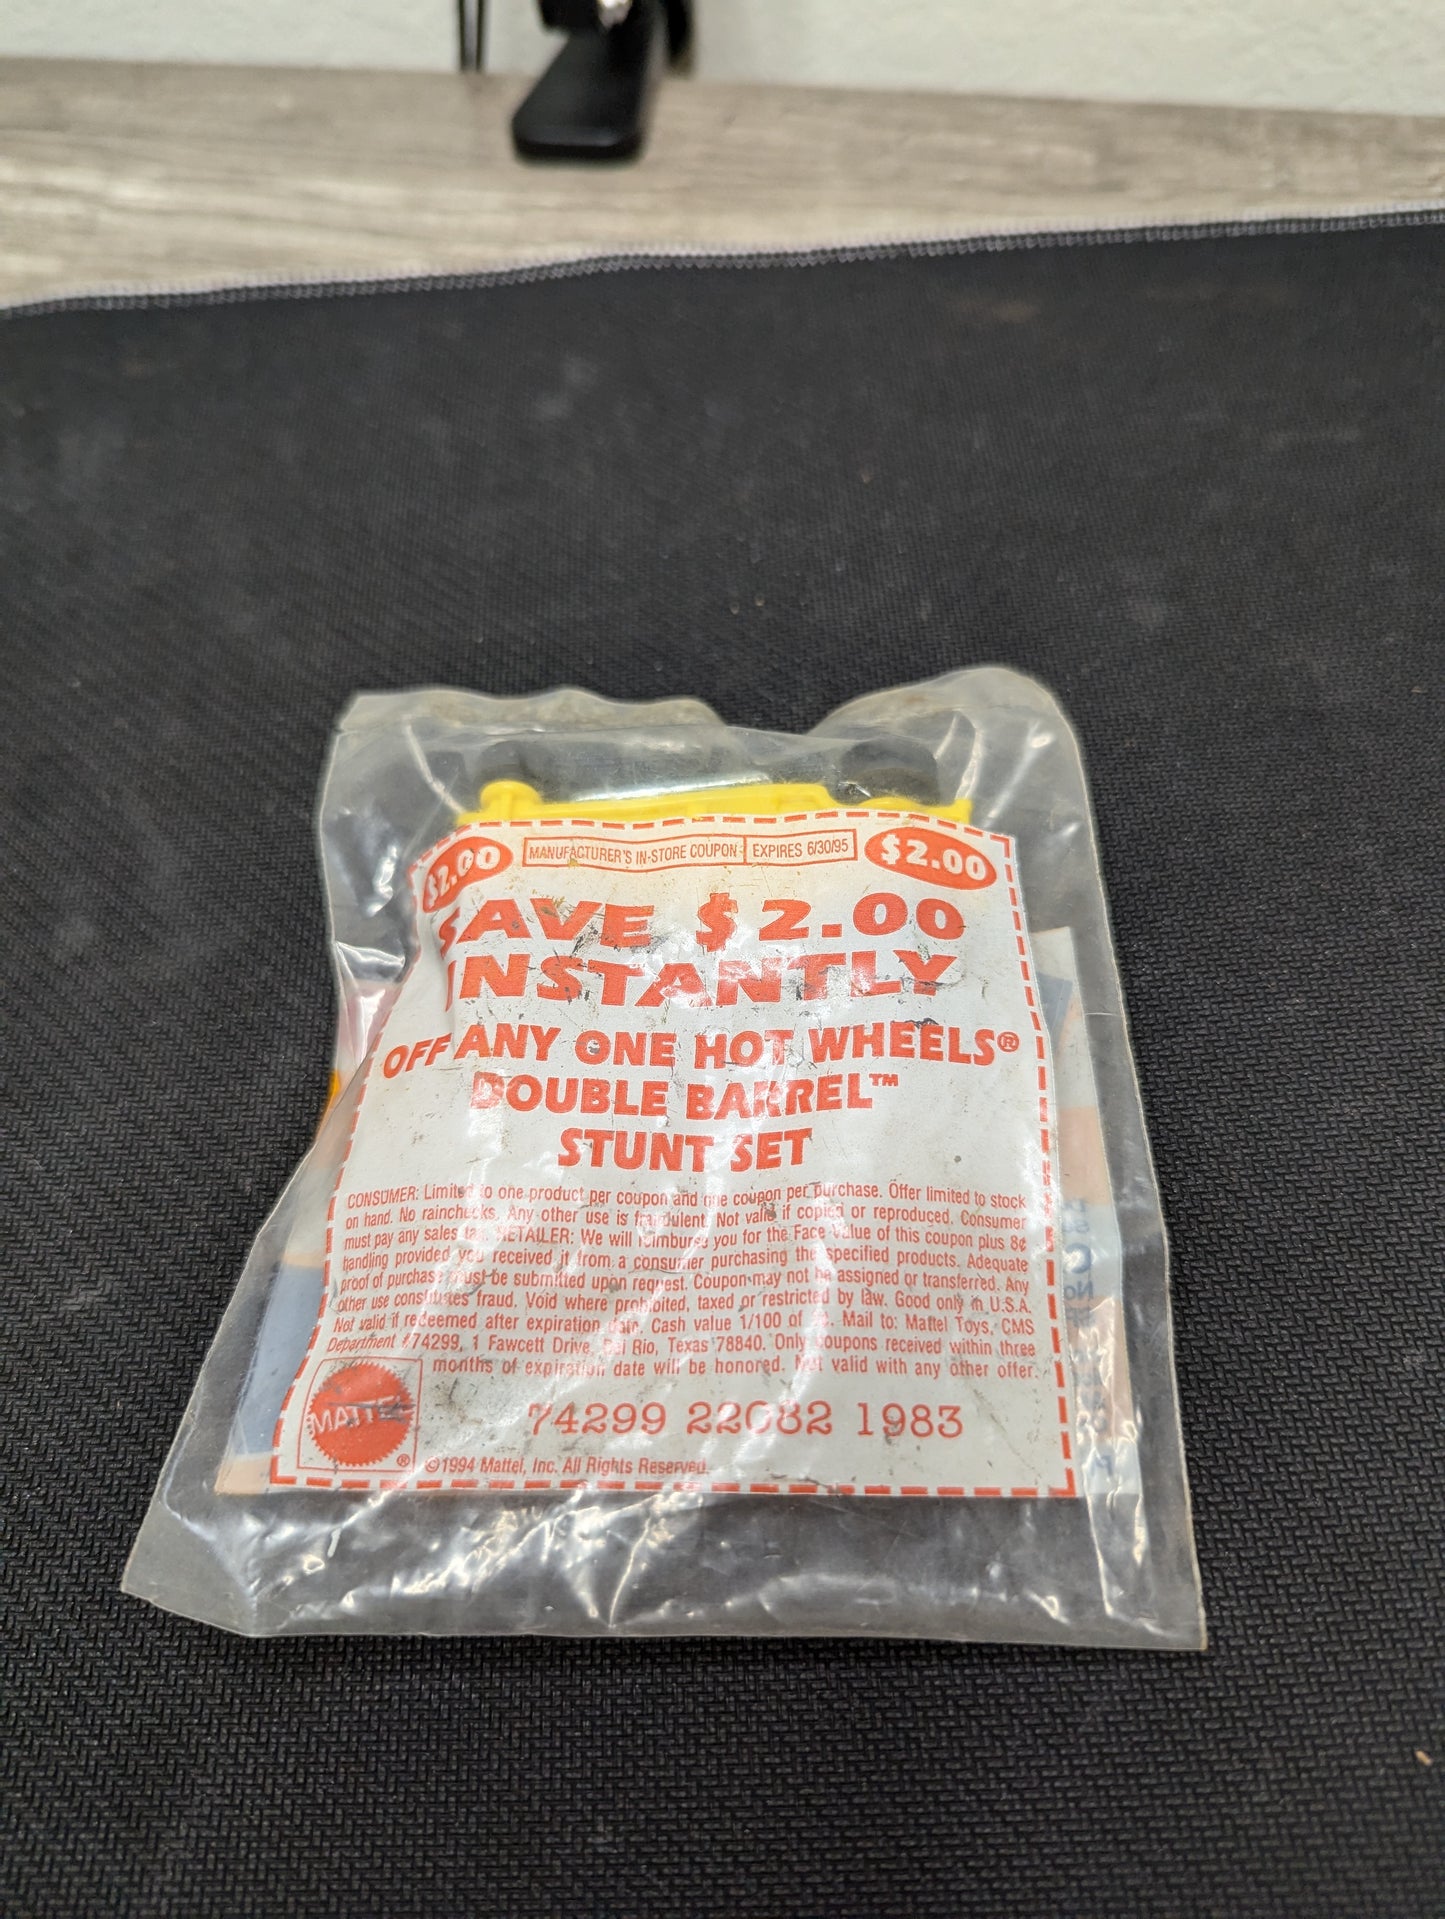 $2.00 MANUFACTURER'S IN-STORE COUPON EXPIRES 6/30/95 $2.00
SAVE $2.00
INSTANTLY
OFF ANY ONE HOT WHEELS®
DOUBLE BARREL™
STUNT SET
CONSUMER: Limited to one product per coupon and one coupon per purchase. Offer limited to stock
on hand. No rainchecks. Any other use is fraudulent. Not valid if copied or reproduced. Consumer
must pay any sales tax. RETAILER: We will reimburse you for the Face Value of this coupon plus 8¢
handling provided you received it from a consumer purchasing the specified products. Adequate
proof of purchase must be submitted upon request. Coupon may not be assigned or transferred. Any
other use constitutes fraud. Void where prohibited, taxed or restricted by law. Good only in U.S.A.
Not valid if redeemed after expiration date. Cash value 1/100 of Mail to: Mattel Toys, CMS
Department #74299, 1 Fawcett Drive, Del Rio, Texas 78840. Only coupons received within three
months of expiration date will be honored. Not valid with any other offer.
MATTEL ®
74299 22082 1983
©1994 Mattel, Inc. All Rights Reserved.